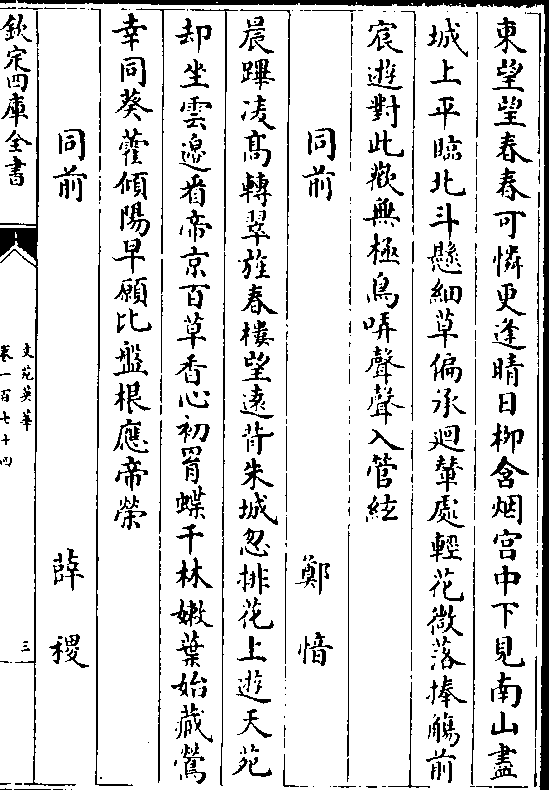 東望望春春可憐更逢晴日栁含烟宫中下見南山盡
城上平臨北斗懸細草偏承廻輦處輕花微落捧觴前
宸遊對此歡無極鳥哢聲聲入管絃
同前 鄭愔
晨蹕凌髙轉翠旌春樓望遠背朱城忽排花上遊天苑
却坐雲邉看帝京百草香心初罥蝶千林嫩葉始藏鶯
幸同葵藿傾陽早願比盤根應帝榮
同前 薛稷
欽定四庫全書
文苑英華
卷一百七十四
三